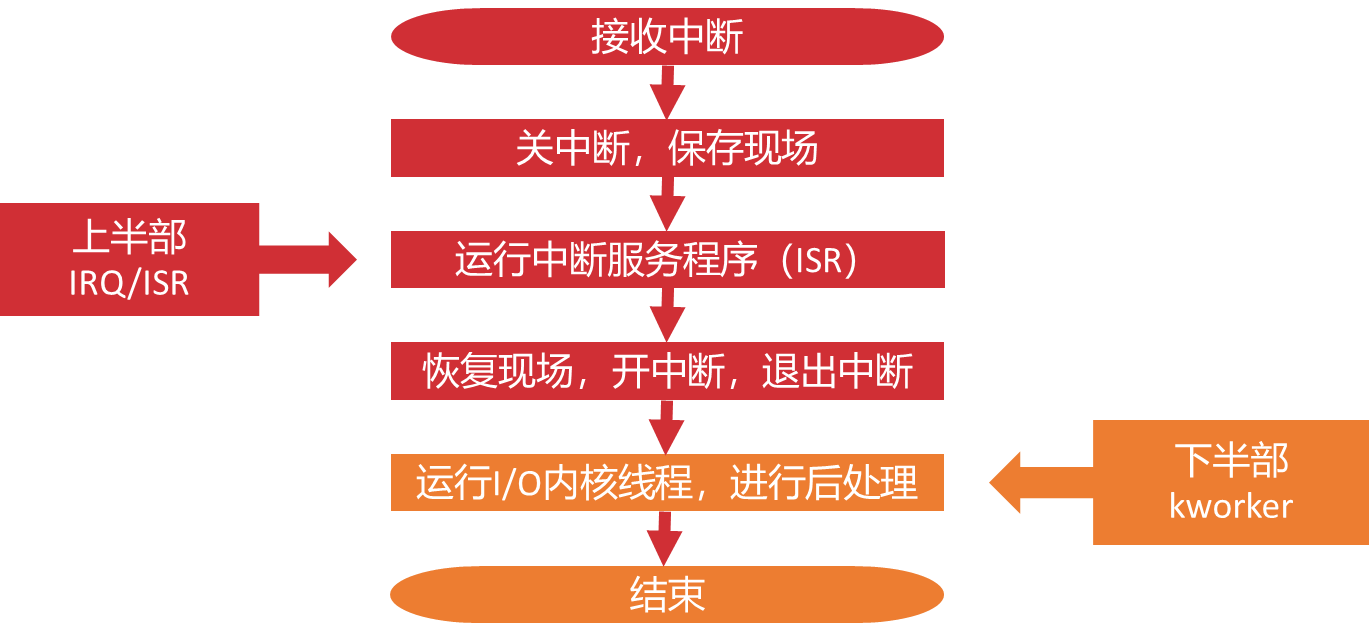 接收中断
关中断，保存现场
上半部
IRQ/ISR
运行中断服务程序（ISR）
恢复现场，开中断，退出中断
运行I/O内核线程，进行后处理
下半部
kworker
结束